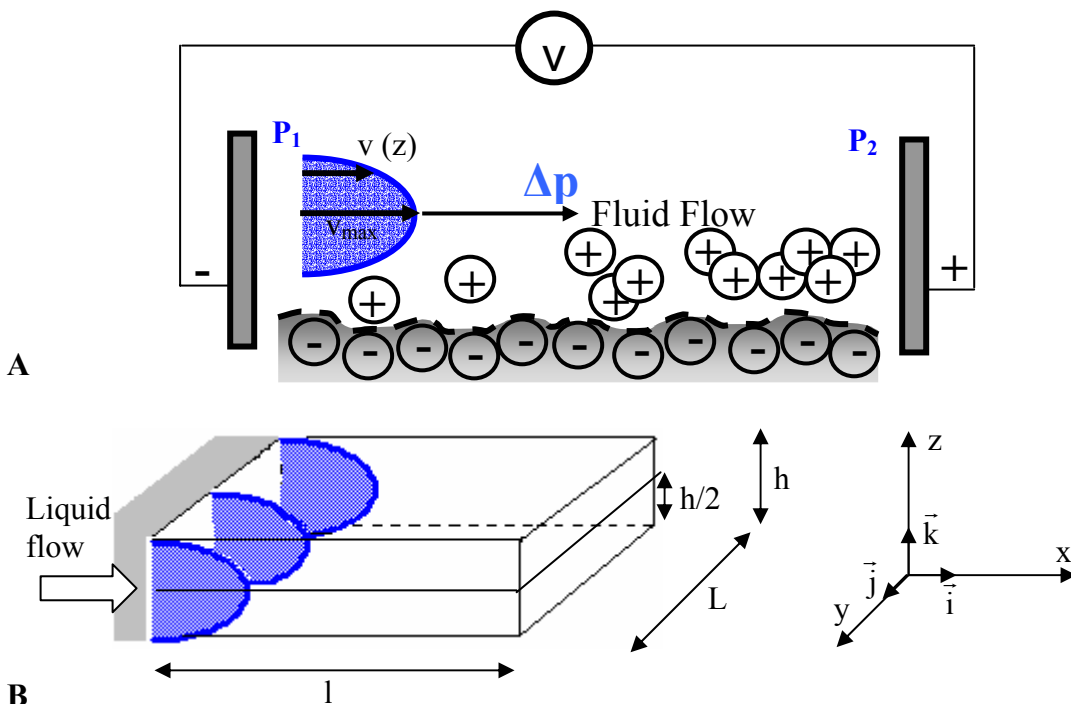 V
P1
v (z)
P2
Δp
Vmax
Fluid Flow
-
+
+ + + + + + + + + + +
- - - - - - - - - -
A
Liquid
flow
h/2
h
L
l
z
k⃗
x
j⃗
i⃗
y
B